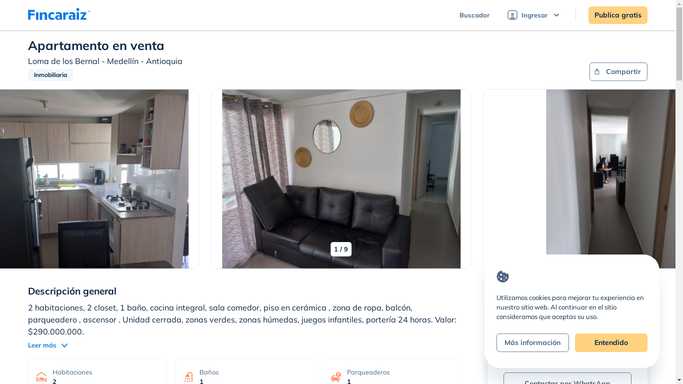 Fincaraiz
Buscador
Ingresar
Publica gratis
Apartamento en venta
Loma de los Bernal - Medellín - Antioquia
Inmobiliaria
Compartir
1 / 9
Descripción general
2 habitaciones, 2 closet, 1 baño, cocina integral, sala comedor, piso en cerámica , zona de ropa, balcón,
parqueadero , ascensor , Unidad cerrada, zonas verdes, zonas húmedas, juegos infantiles, portería 24 horas. Valor:
$290.000.000.
Leer más
Habitaciones
2
Baños
1
Parqueaderos
1
Utilizamos cookies para mejorar tu experiencia en
nuestro sitio web. Al continuar en el sitio
consideramos que aceptas su uso.
Más información
Entendido
Contactar por WhatsApp